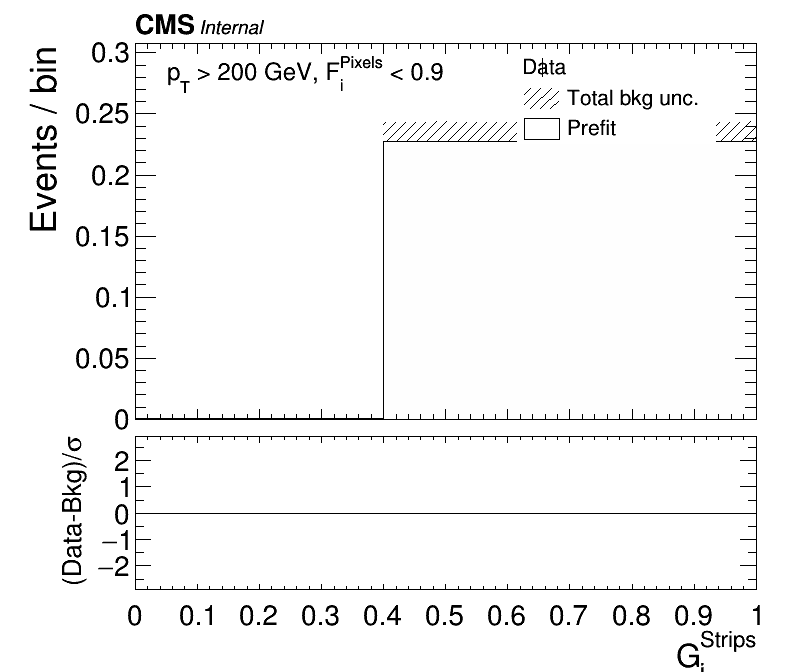 CMS Internal
Events / bin
p_T > 200 GeV, F_i^Pixels < 0.9
Data
Total bkg unc.
Prefit
0.3
0.25
0.2
0.15
0.1
0.05
0
(Data-Bkg)/σ
2
1
0
−1
−2
0 0.1 0.2 0.3 0.4 0.5 0.6 0.7 0.8 0.9 1
G_i^Strips